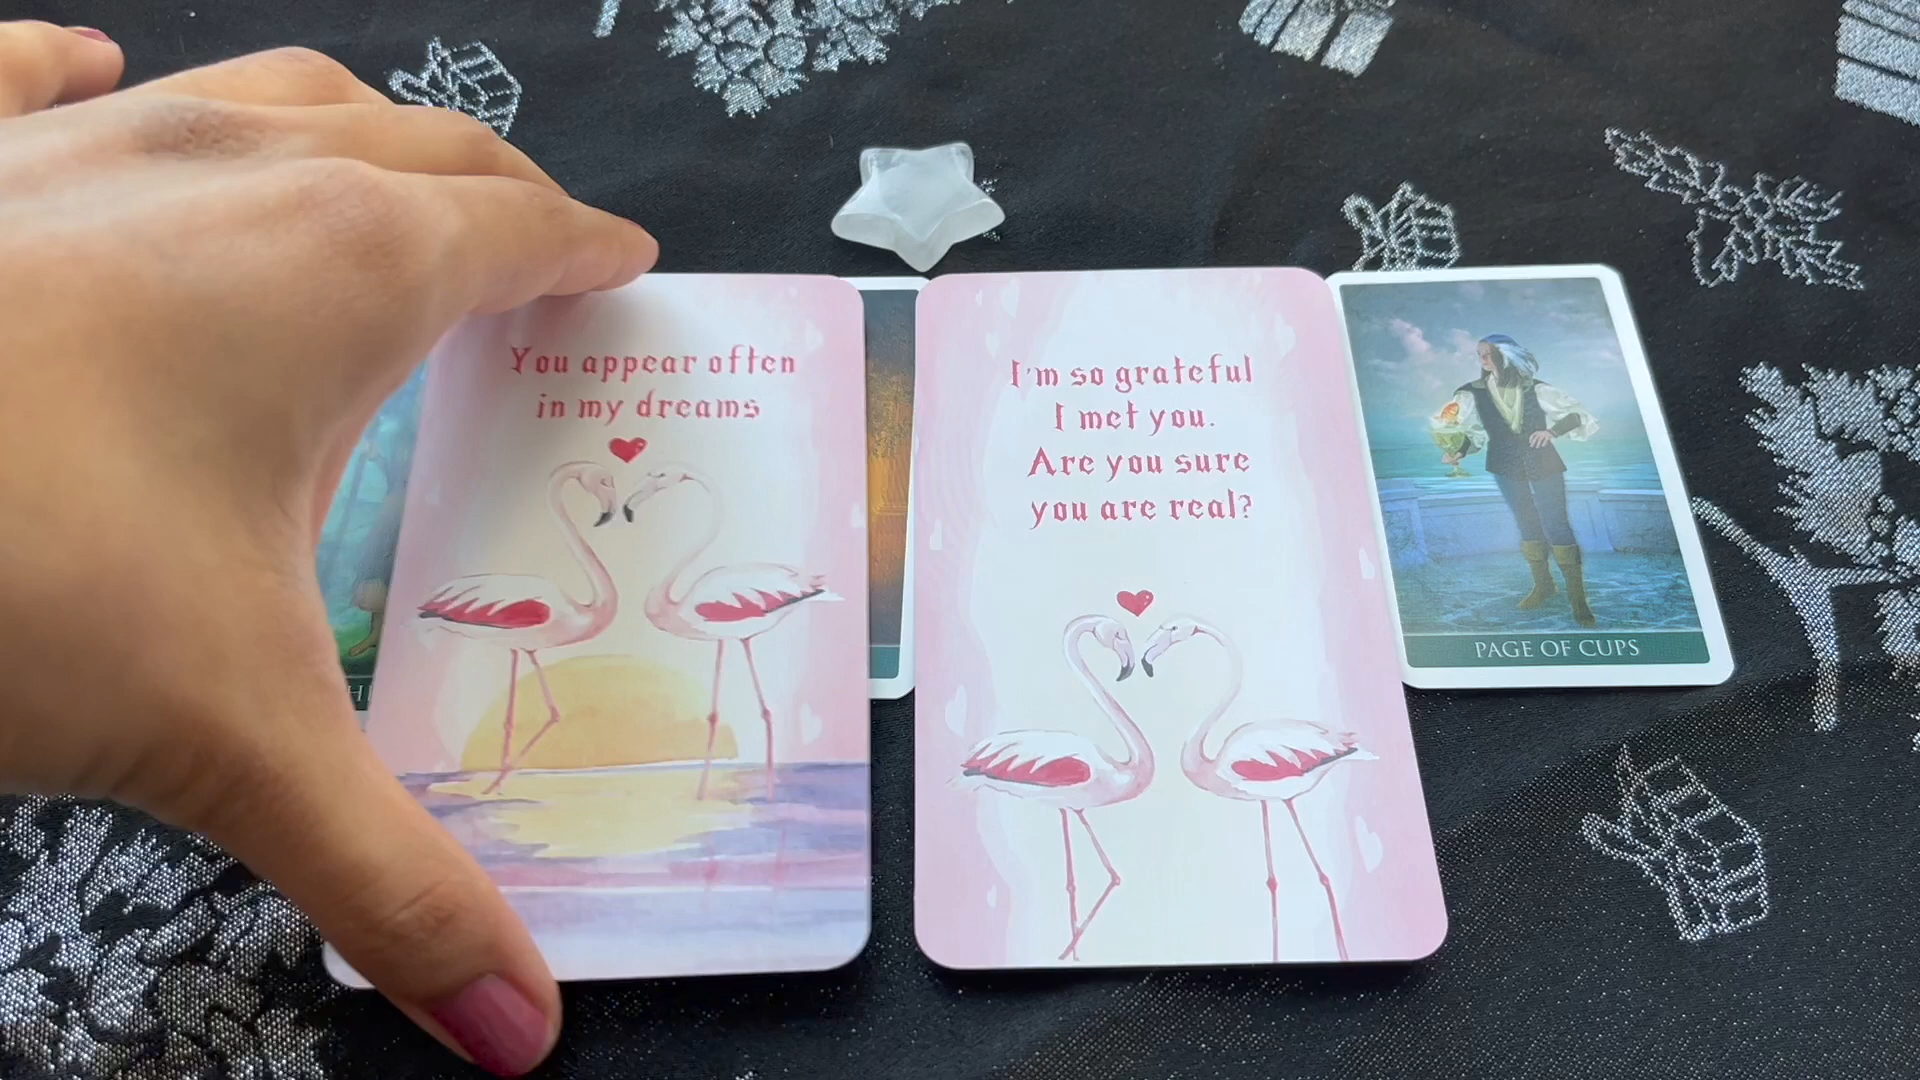 You appear often
in my dreams
I'm so grateful
I met you.
Are you sure
you are real?
PAGE OF CUPS